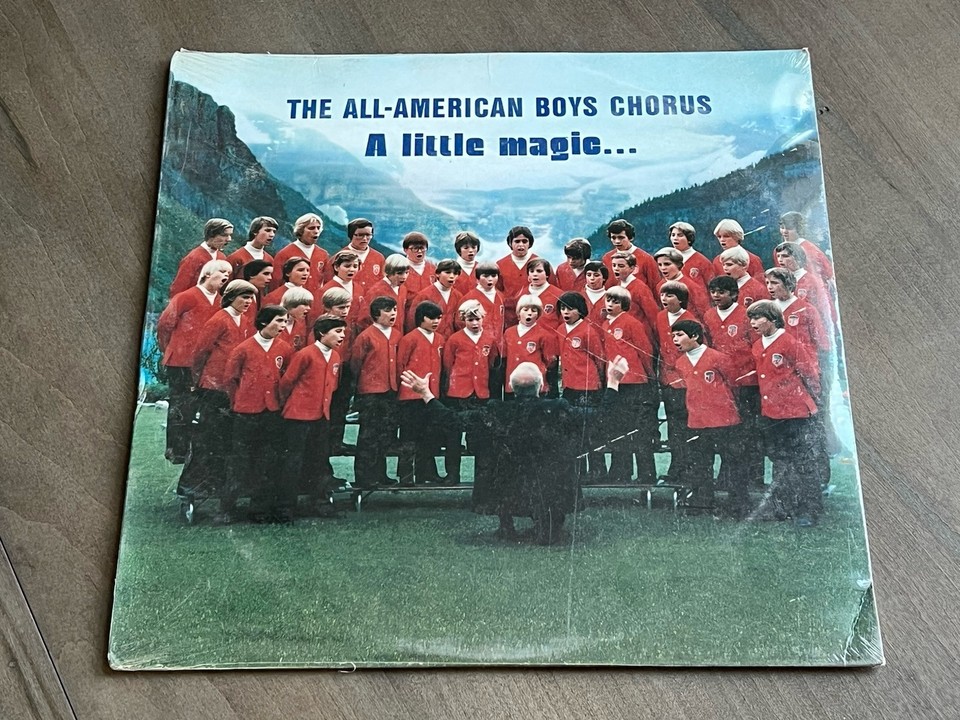 THE ALL-AMERICAN BOYS CHORUS
A little magic...